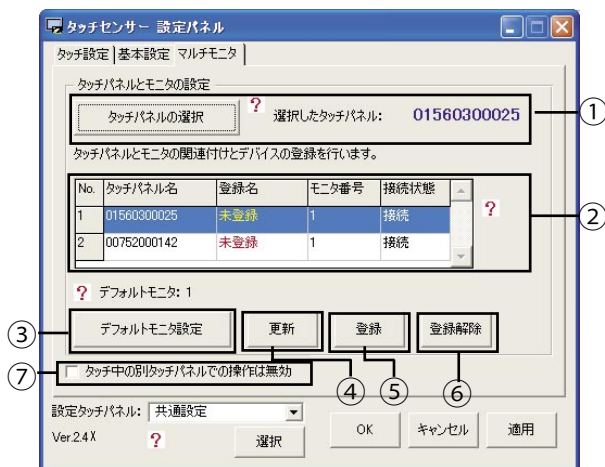 タッチセンサー 設定パネル
タッチ設定 基本設定 マルチモニタ
タッチパネルとモニタの設定
タッチパネルの選択 ? 選択したタッチパネル: 01560300025 ①
タッチパネルとモニタの関連付けとデバイスの登録を行います。
No. タッチパネル名 登録名 モニタ番号 接続状態
1 01560300025 未登録 1 接続 ? ②
2 00752000142 未登録 1 接続
? デフォルトモニタ: 1
③ デフォルトモニタ設定 更新 登録 登録解除
⑦ タッチ中の別タッチパネルでの操作は無効 ④ ⑤ ⑥
設定タッチパネル: 共通設定
Ver.2.4X ? 選択 OK キャンセル 適用